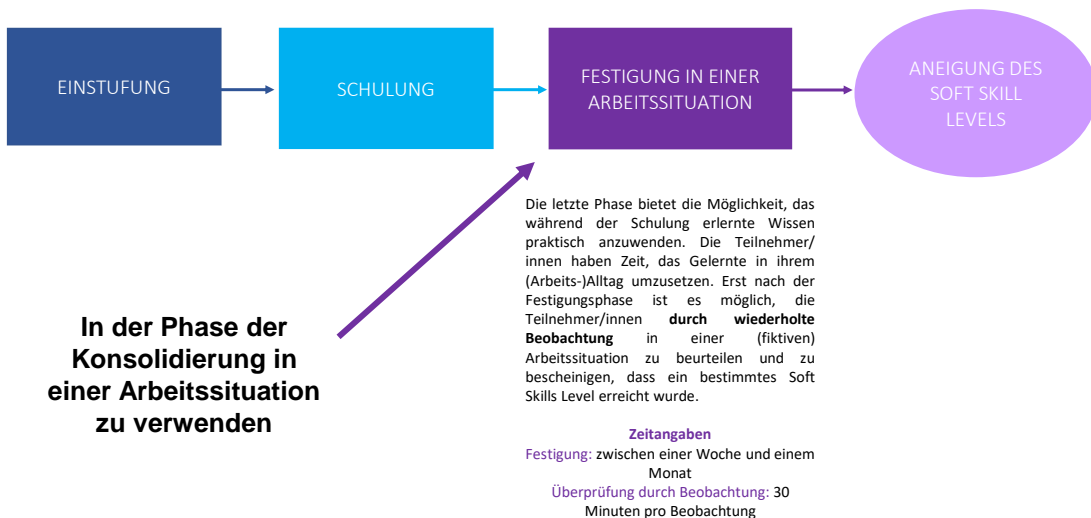 EINSTUFUNG
SCHULUNG
FESTIGUNG IN EINER
ARBEITSSITUATION
ANEIGUNG DES
SOFT SKILL
LEVELS
Die letzte Phase bietet die Möglichkeit, das
während der Schulung erlernte Wissen
praktisch anzuwenden. Die Teilnehmer/
innen haben Zeit, das Gelernte in ihrem
(Arbeits-)Alltag umzusetzen. Erst nach der
Festigungsphase ist es möglich, die
Teilnehmer/innen durch wiederholte
Beobachtung in einer (fiktiven)
Arbeitssituation zu beurteilen und zu
bescheinigen, dass ein bestimmtes Soft
Skills Level erreicht wurde.
In der Phase der
Konsolidierung in
einer Arbeitssituation
zu verwenden
Zeitangaben
Festigung: zwischen einer Woche und einem
Monat
Überprüfung durch Beobachtung: 30
Minuten pro Beobachtung